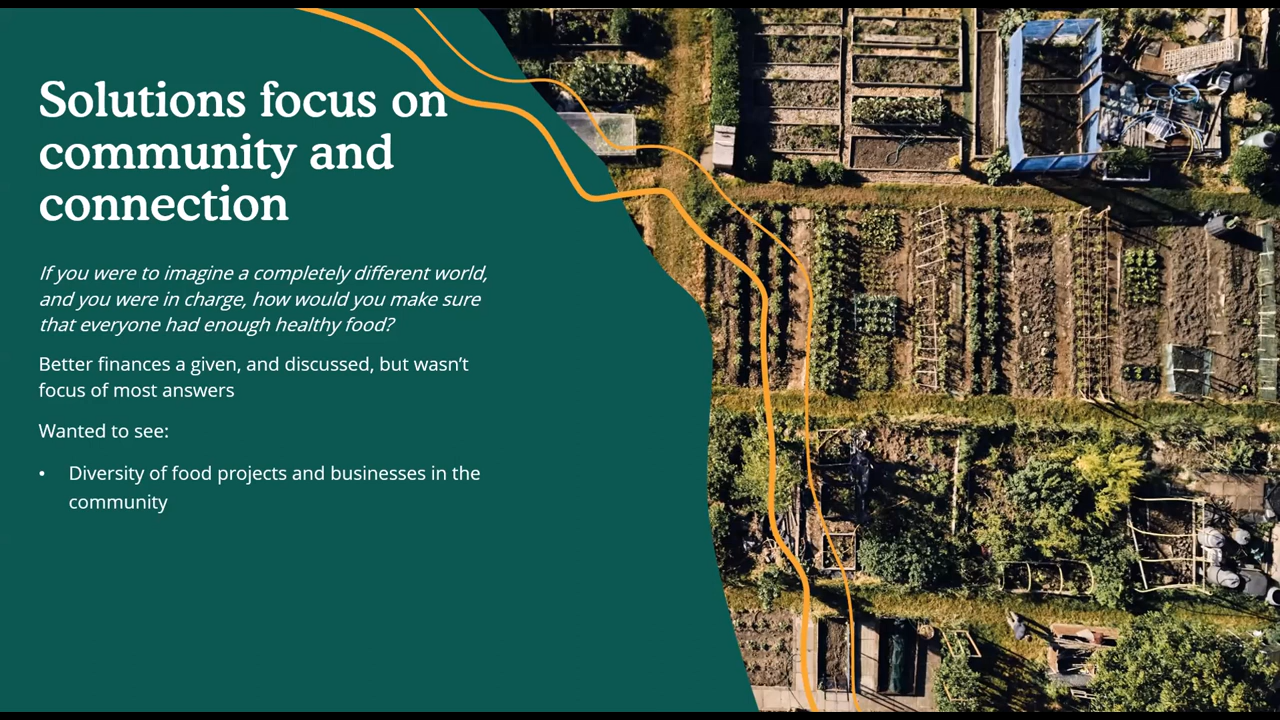 Solutions focus on
community and
connection
If you were to imagine a completely different world,
and you were in charge, how would you make sure
that everyone had enough healthy food?
Better finances a given, and discussed, but wasn’t
focus of most answers
Wanted to see:
• Diversity of food projects and businesses in the
community